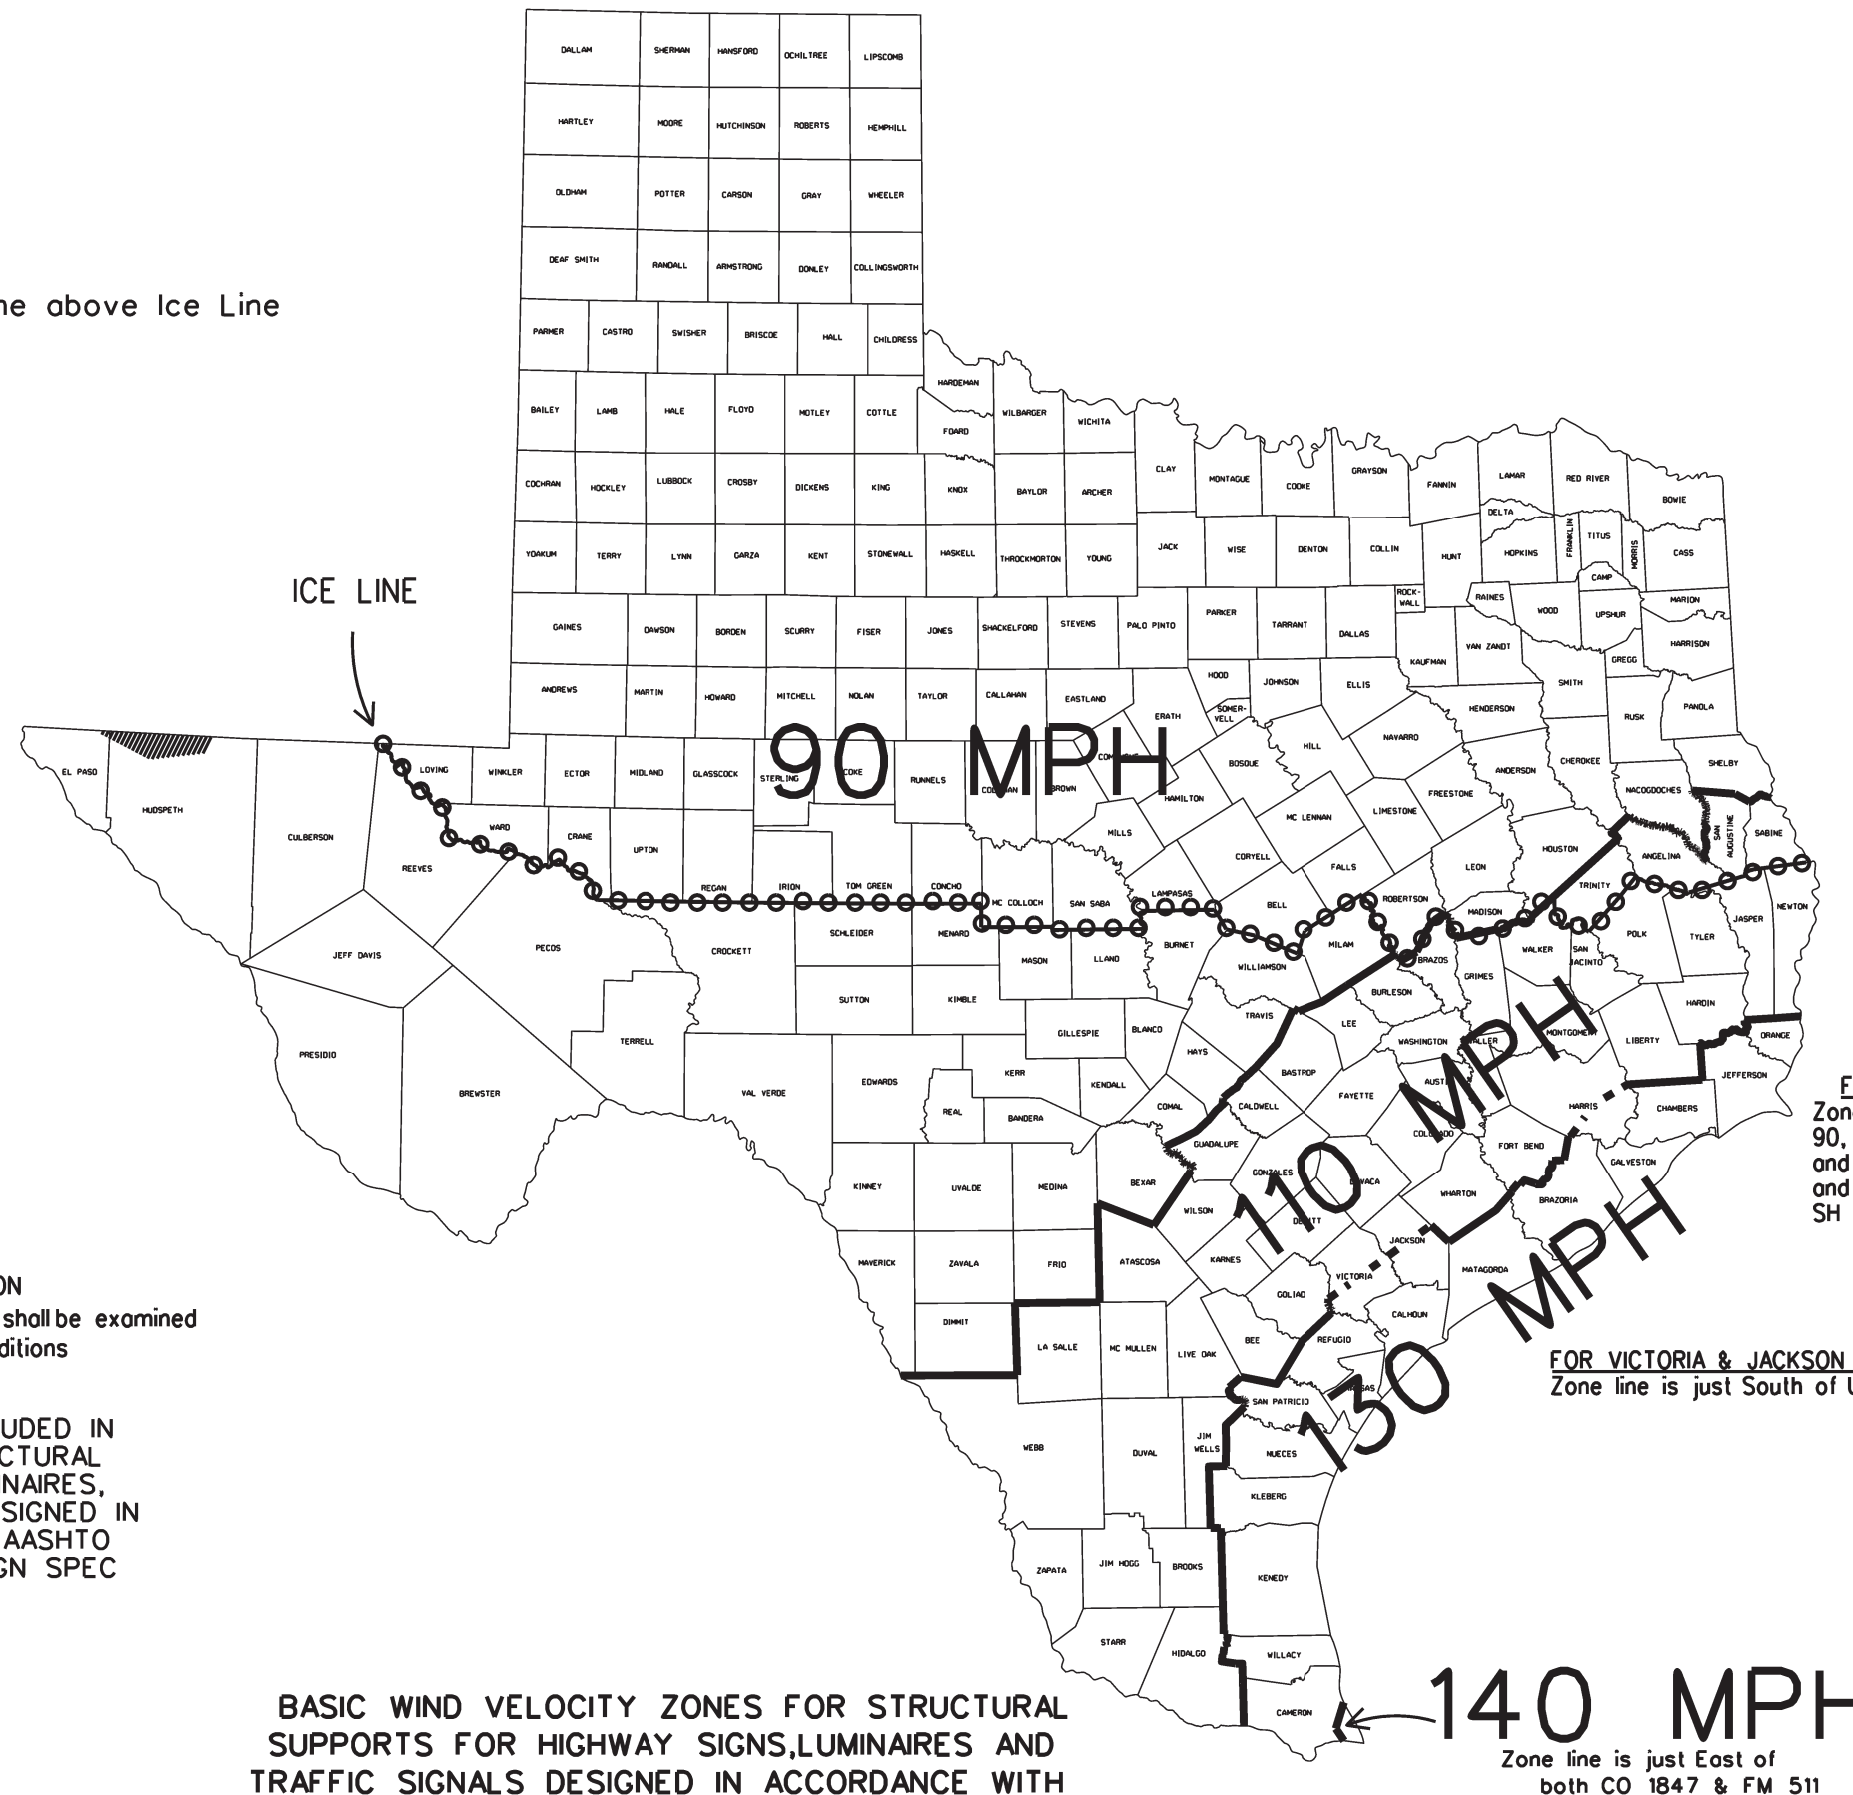 DALLAM SHERMAN HANSFORD OCHILTREE LIPSCOMB
HARTLEY MOORE HUTCHINSON ROBERTS HEMPHILL
OLDHAM POTTER CARSON GRAY WHEELER
DEAF SMITH RANDALL ARMSTRONG DONLEY COLLINGSWORTH
ne above Ice Line
PARMER CASTRO SWISHER BRISCOE HALL CHILDRESS
HARDEMAN
BAILEY LAMB HALE FLOYD MOTLEY COTTLE WILBARGER WICHITA
FOARD
CLAY MONTAGUE COOKE GRAYSON FANNIN LAMAR RED RIVER BOWIE
COCHRAN HOCKLEY LUBBOCK CROSBY DICKENS KING KNOX BAYLOR ARCHER
DELTA
YOAKUM TERRY LYNN GARZA KENT STONEWALL HASKELL THROCKMORTON YOUNG JACK WISE DENTON COLLIN HUNT HOPKINS FRANKLIN TITUS MORRIS CASS
CAMP
ICE LINE
ROCK-
WALL
RAINES WOOD UPSHUR MARION
GAINES DAWSON BORDEN SCURRY FISER JONES SHACKELFORD STEVENS PALO PINTO PARKER TARRANT DALLAS KAUFMAN VAN ZANDT GREGG HARRISON
ANDREWS MARTIN HOWARD MITCHELL NOLAN TAYLOR CALLAHAN EASTLAND ERATH HOOD JOHNSON ELLIS HENDERSON SMITH RUSK PANOLA
SOMER-
VELL
90 MPH
EL PASO HUDSPETH CULBERSON REEVES LOVING WINKLER ECTOR MIDLAND GLASSCOCK STERLING COKE RUNNELS BROWN HAMILTON BOSQUE HILL NAVARRO ANDERSON CHEROKEE NACOGDOCHES SHELBY
WARD CRANE UPTON MILLS CORYELL MC LENNAN LIMESTONE FREESTONE
FALLS LEON HOUSTON ANGELINA SAN
AUGUSTINE SABINE
REGAN IRION TOM GREEN CONCHO MC COLLOCH SAN SABA LAMPASAS BELL ROBERTSON MADISON TRINITY JASPER NEWTON
JEFF DAVIS PECOS CROCKETT SCHLEIDER MENARD MASON LLANO BURNET WILLIAMSON MILAM BRAZOS GRIMES WALKER SAN
JACINTO POLK TYLER
SUTTON KIMBLE GILLESPIE BLANCO TRAVIS LEE BURLESON HARDIN
PRESIDIO BREWSTER TERRELL VAL VERDE EDWARDS KERR KENDALL HAYS BASTROP WASHINGTON LIBERTY ORANGE
REAL BANDERA COMAL CALDWELL FAYETTE HARRIS CHAMBERS JEFFERSON
110 MPH
KINNEY UVALDE MEDINA BEXAR GUADALUPE GONZALES WHARTON FORT BEND BRAZORIA GALVESTON
Zon
90,
and
and
SH
WILSON
MAVERICK ZAVALA FRIO ATASCOSA KARNES VICTORIA JACKSON MATAGORDA
130 MPH
GOLIAD CALHOUN
ON
shall be examined
ditions
DIMMIT LA SALLE MC MULLEN LIVE OAK BEE REFUGIO
FOR VICTORIA & JACKSON
Zone line is just South of U
SAN PATRICIO
UDED IN
CTURAL
NAIRES,
SIGNED IN
AASHTO
GN SPEC
WEBB DUVAL JIM
WELLS NUECES
KLEBERG
ZAPATA JIM HOGG BROOKS KENEDY
STARR HIDALGO WILLACY
CAMERON
140 MPH
Zone line is just East of
both CO 1847 & FM 511
BASIC WIND VELOCITY ZONES FOR STRUCTURAL
SUPPORTS FOR HIGHWAY SIGNS, LUMINAIRES AND
TRAFFIC SIGNALS DESIGNED IN ACCORDANCE WITH